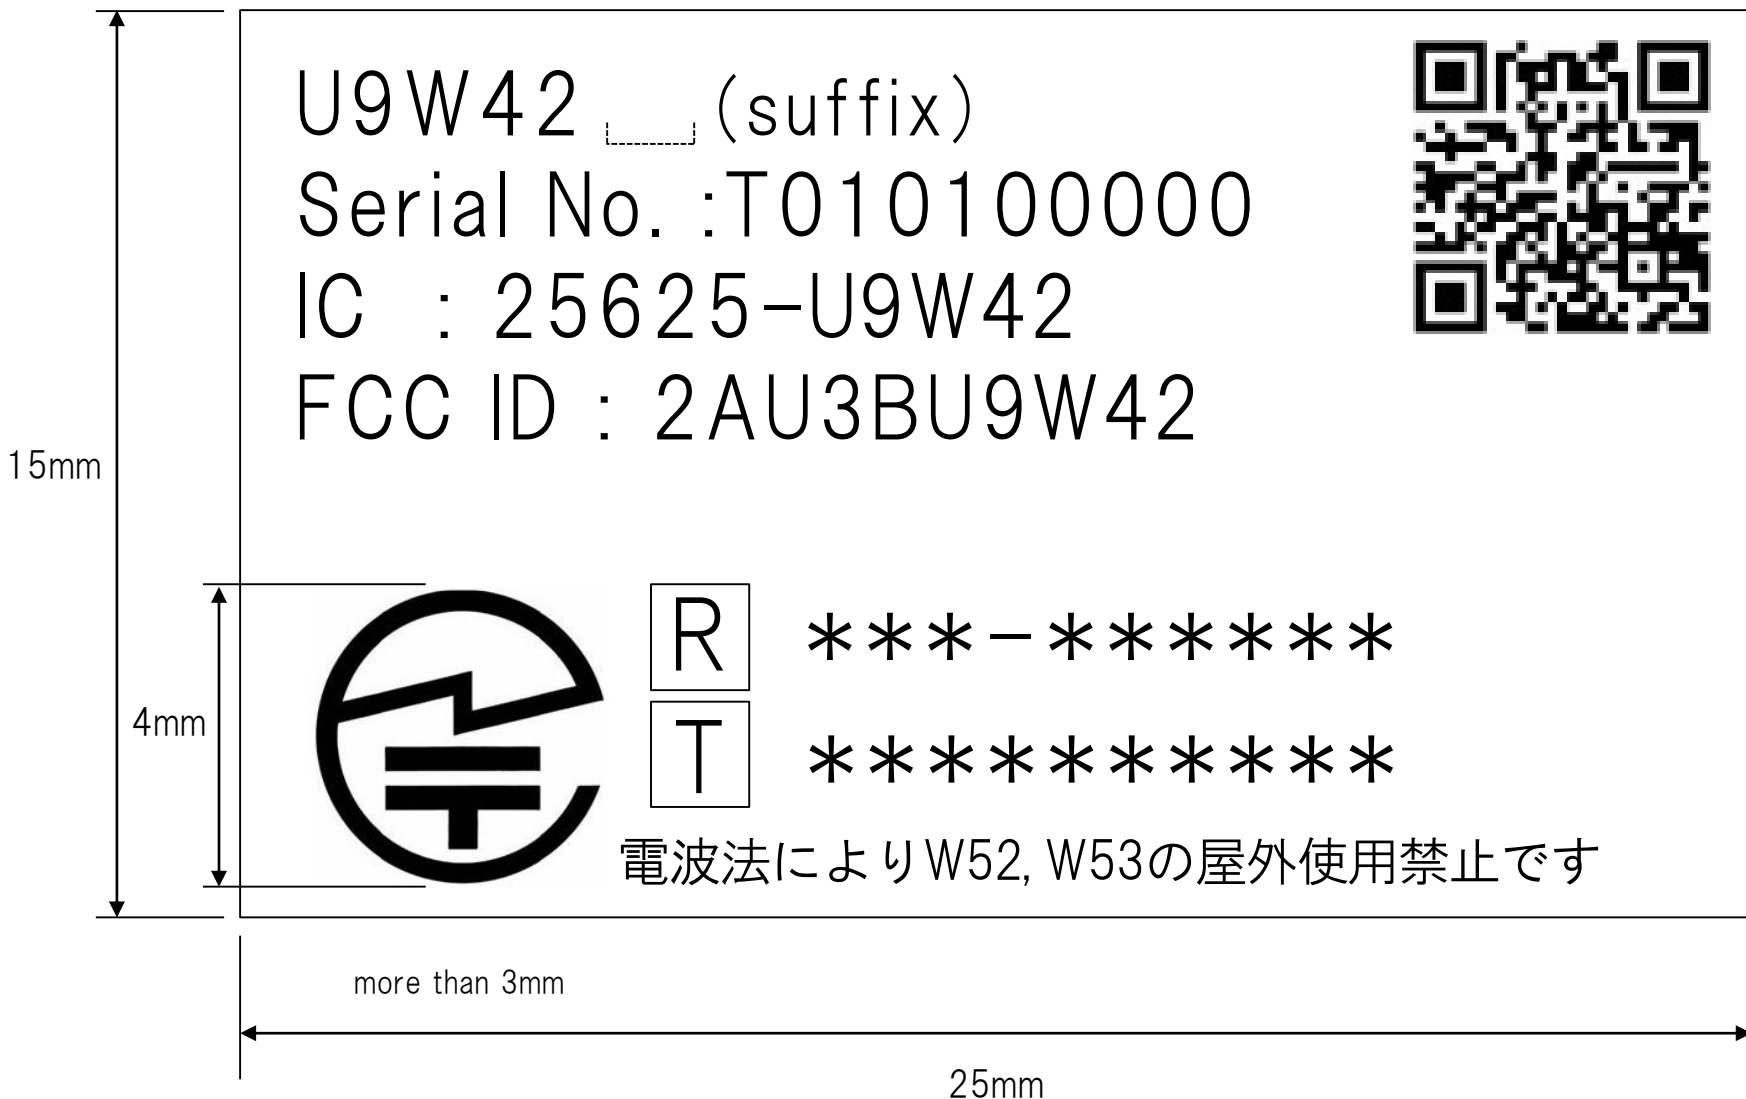 U9W42 (suffix)
Serial No. :T010100000
IC : 25625-U9W42
FCC ID : 2AU3BU9W42
15mm
4mm
R ***-******
T **********
電波法によりW52, W53の屋外使用禁止です
more than 3mm
25mm